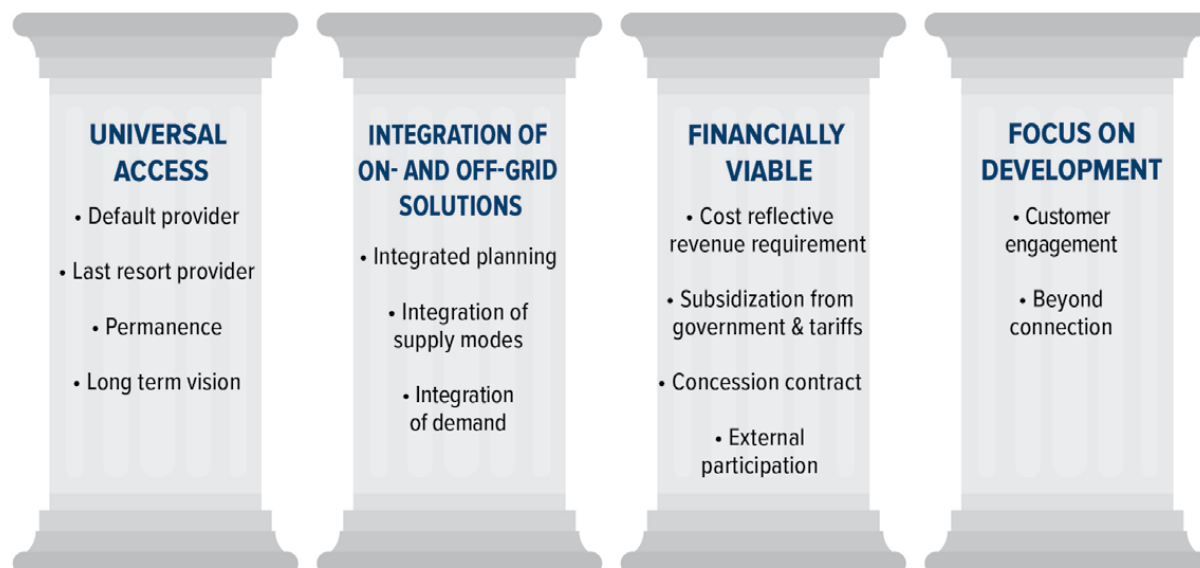 UNIVERSAL
ACCESS
• Default provider
• Last resort provider
• Permanence
• Long term vision
INTEGRATION OF
ON- AND OFF-GRID
SOLUTIONS
• Integrated planning
• Integration of
supply modes
• Integration
of demand
FINANCIALLY
VIABLE
• Cost reflective
revenue requirement
• Subsidization from
government & tariffs
• Concession contract
• External
participation
FOCUS ON
DEVELOPMENT
• Customer
engagement
• Beyond
connection